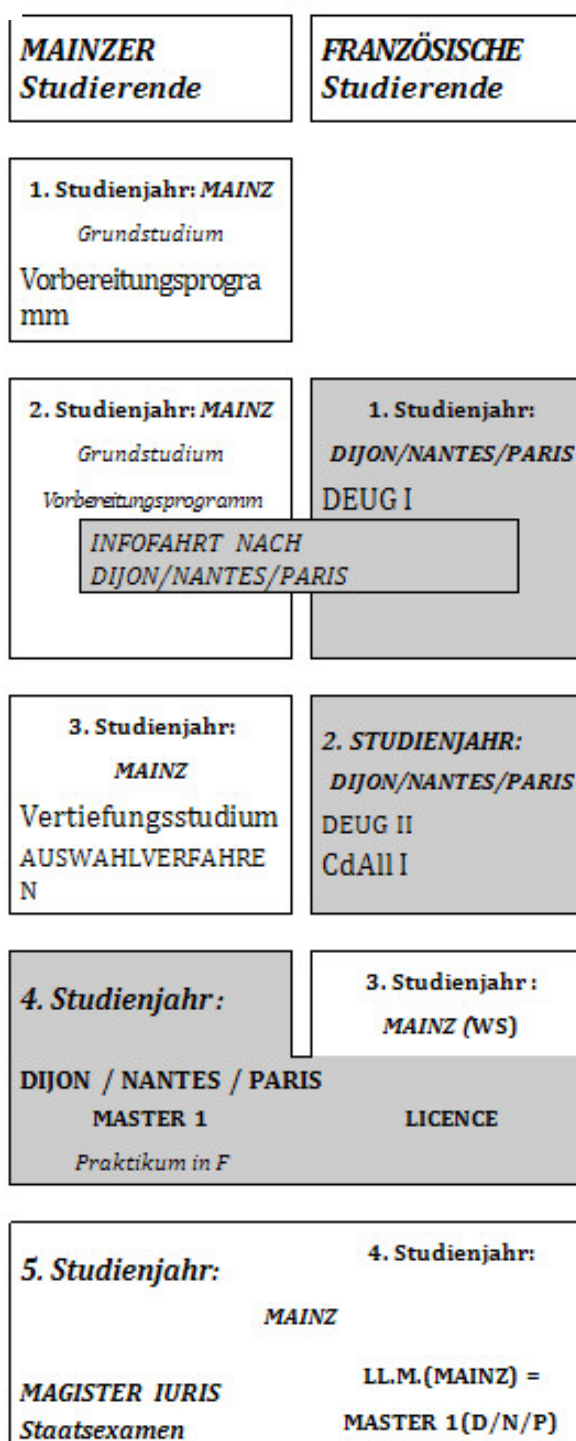 MAINZER
Studierende
FRANZÖSISCHE
Studierende
1. Studienjahr: MAINZ
Grundstudium
Vorbereitungsprogra
mm
2. Studienjahr: MAINZ
Grundstudium
Vorbereitungsprogramm
1. Studienjahr:
DIJON/NANTES/PARIS
DEUG I
INFOFAHRT NACH
DIJON/NANTES/PARIS
3. Studienjahr:
MAINZ
Vertiefungsstudium
AUSWAHLVERFAHRE
N
2. STUDIENJAHR:
DIJON/NANTES/PARIS
DEUG II
CdAll I
4. Studienjahr:
3. Studienjahr:
MAINZ (WS)
DIJON / NANTES / PARIS
MASTER 1
LICENCE
Praktikum in F
5. Studienjahr:
4. Studienjahr:
MAINZ
MAGISTER IURIS
Staatsexamen
LL.M.(MAINZ) =
MASTER 1(D/N/P)